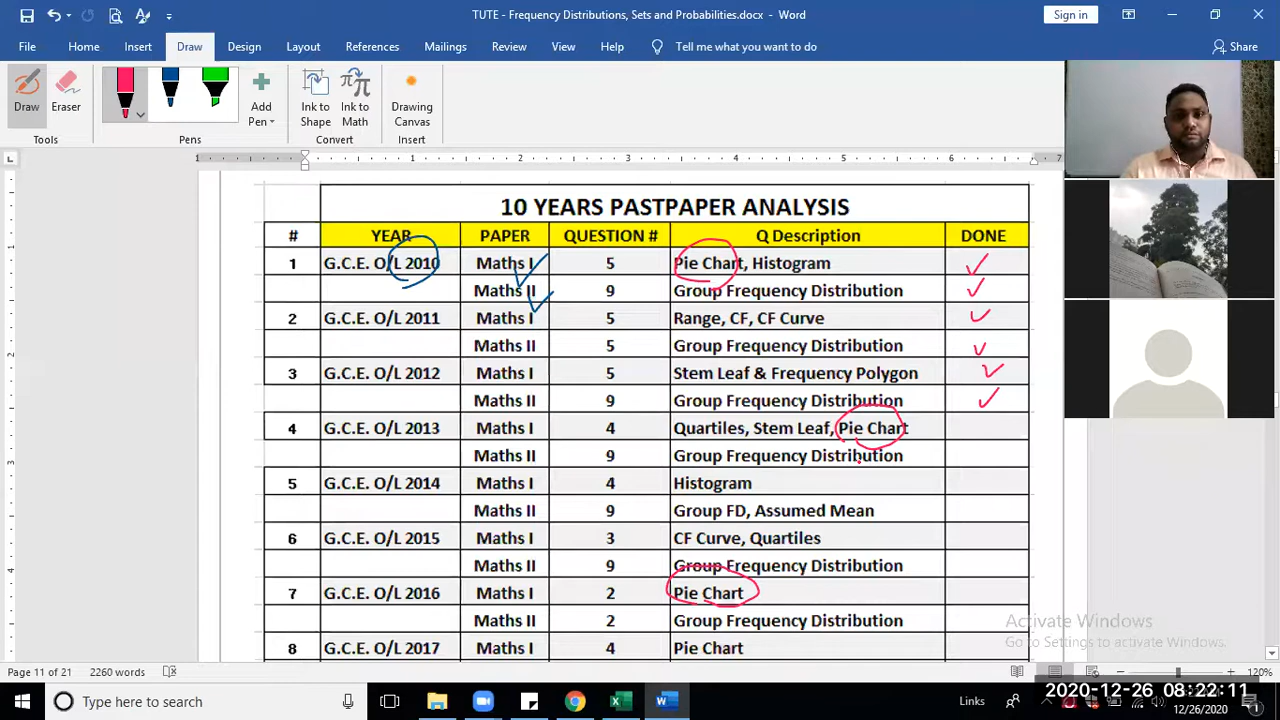 TUTE - Frequency Distributions, Sets and Probabilities.docx - Word
Sign in
File Home Insert Draw Design Layout References Mailings Review View Help Tell me what you want to do Share
Draw Eraser Add Pen Ink to Shape Ink to Math Drawing Canvas
Tools Pens Convert Insert
1 1 2 3 4 5 7
10 YEARS PASTPAPER ANALYSIS
# YEAR PAPER QUESTION # Q Description DONE
1 G.C.E. O/L 2010 Maths I 5 Pie Chart, Histogram
Maths II 9 Group Frequency Distribution
2 G.C.E. O/L 2011 Maths I 5 Range, CF, CF Curve
Maths II 5 Group Frequency Distribution
3 G.C.E. O/L 2012 Maths I 5 Stem Leaf & Frequency Polygon
Maths II 9 Group Frequency Distribution
4 G.C.E. O/L 2013 Maths I 4 Quartiles, Stem Leaf, Pie Chart
Maths II 9 Group Frequency Distribution
5 G.C.E. O/L 2014 Maths I 4 Histogram
Maths II 9 Group FD, Assumed Mean
6 G.C.E. O/L 2015 Maths I 3 CF Curve, Quartiles
Maths II 9 Group Frequency Distribution
7 G.C.E. O/L 2016 Maths I 2 Pie Chart
Maths II 2 Group Frequency Distribution
8 G.C.E. O/L 2017 Maths I 4 Pie Chart
Activate Windows
Go to Settings to activate Windows.
Page 11 of 21 2260 words 120%
Type here to search Links 2020-12-26 08:22:11
12/26/2020